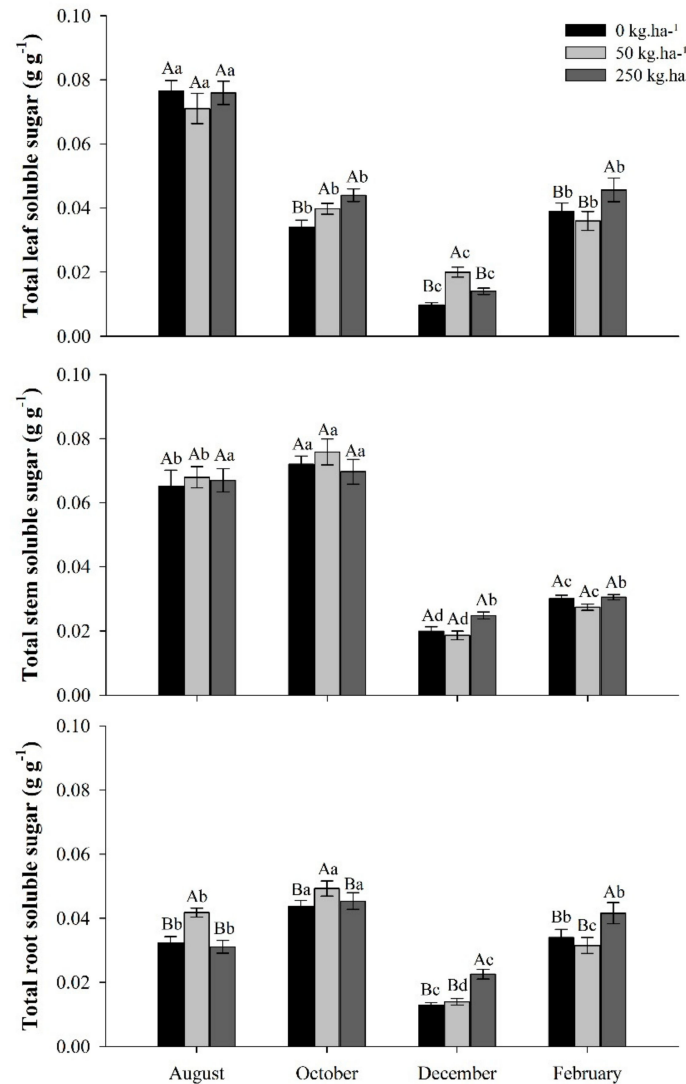 0.10
0 kg.ha-¹
50 kg.ha-¹
250 kg.ha
Total leaf soluble sugar (g g⁻¹)
0.08
Aa
Aa
Aa
0.06
Ab
Ab
Bb
Bb
Bb
Ab
0.04
0.02
Bc
Ac
Bc
0.00
0.10
Total stem soluble sugar (g g⁻¹)
0.08
Ab
Ab
Aa
Aa
Aa
Aa
0.06
0.04
Ad
Ad
Ab
Ac
Ac
Ab
0.02
0.00
0.10
Total root soluble sugar (g g⁻¹)
0.08
0.06
Bb
Ab
Bb
Ba
Aa
Ba
0.04
Bb
Bc
Ab
0.02
Bc
Bd
Ac
0.00
August
October
December
February